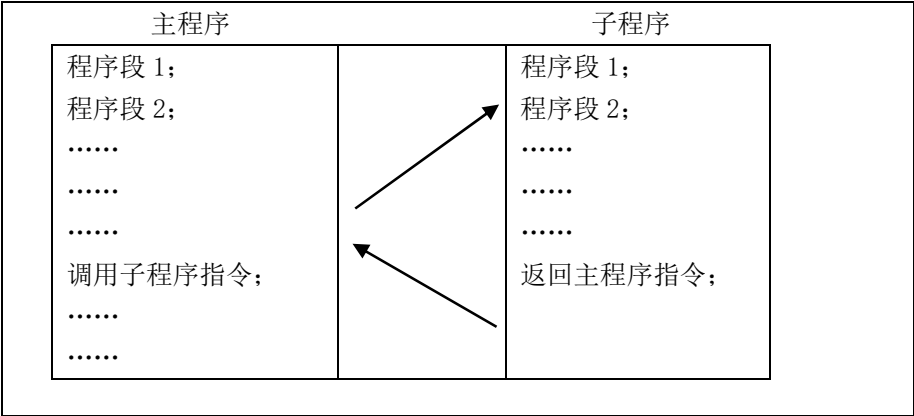 主程序 子程序
程序段 1； 程序段 1；
程序段 2； 程序段 2；
…… ……
…… ……
…… ……
调用子程序指令； 返回主程序指令；
……
……